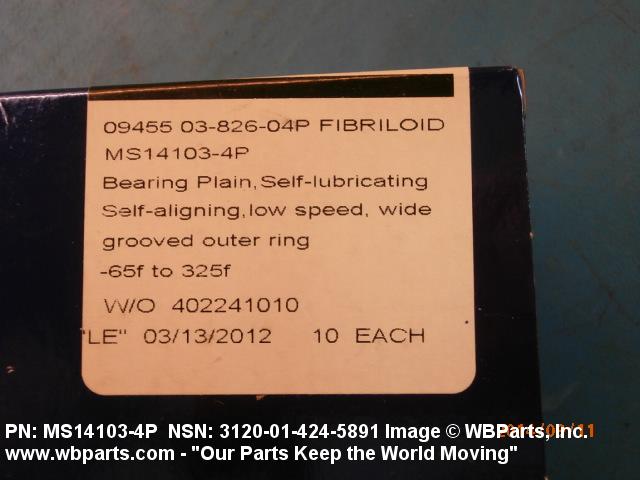 09455 03-826-04P FIBRILOID
MS14103-4P
Bearing Plain, Self-lubricating
Self-aligning, low speed, wide
grooved outer ring
-65f to 325f
W/O 402241010
"LE" 03/13/2012 10 EACH
PN: MS14103-4P NSN: 3120-01-424-5891 Image © WBParts, Inc.
www.wbparts.com - "Our Parts Keep the World Moving"